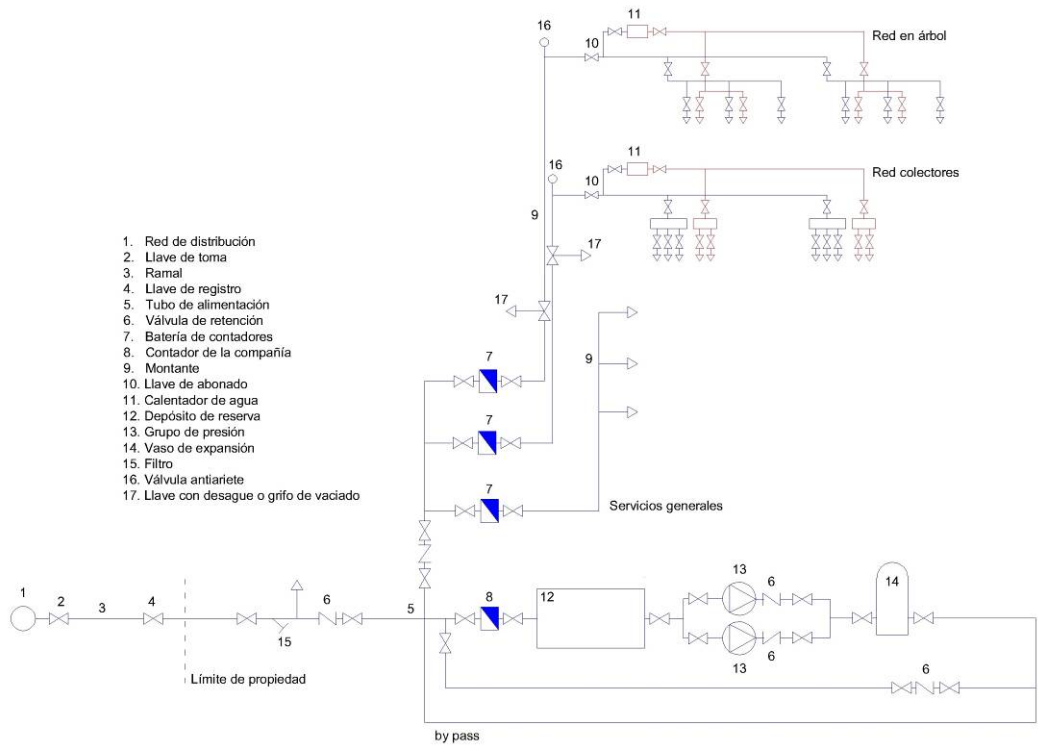 16
11
10
Red en árbol
16
11
10
Red colectores
9
17
17
1. Red de distribución
2. Llave de toma
3. Ramal
4. Llave de registro
5. Tubo de alimentación
6. Válvula de retención
7. Batería de contadores
8. Contador de la compañía
9. Montante
10. Llave de abonado
11. Calentador de agua
12. Depósito de reserva
13. Grupo de presión
14. Vaso de expansión
15. Filtro
16. Válvula antiariete
17. Llave con desague o grifo de vaciado
7
9
7
7
Servicios generales
1
2
3
4
15
6
5
8
12
13
6
14
13
6
6
Límite de propiedad
by pass